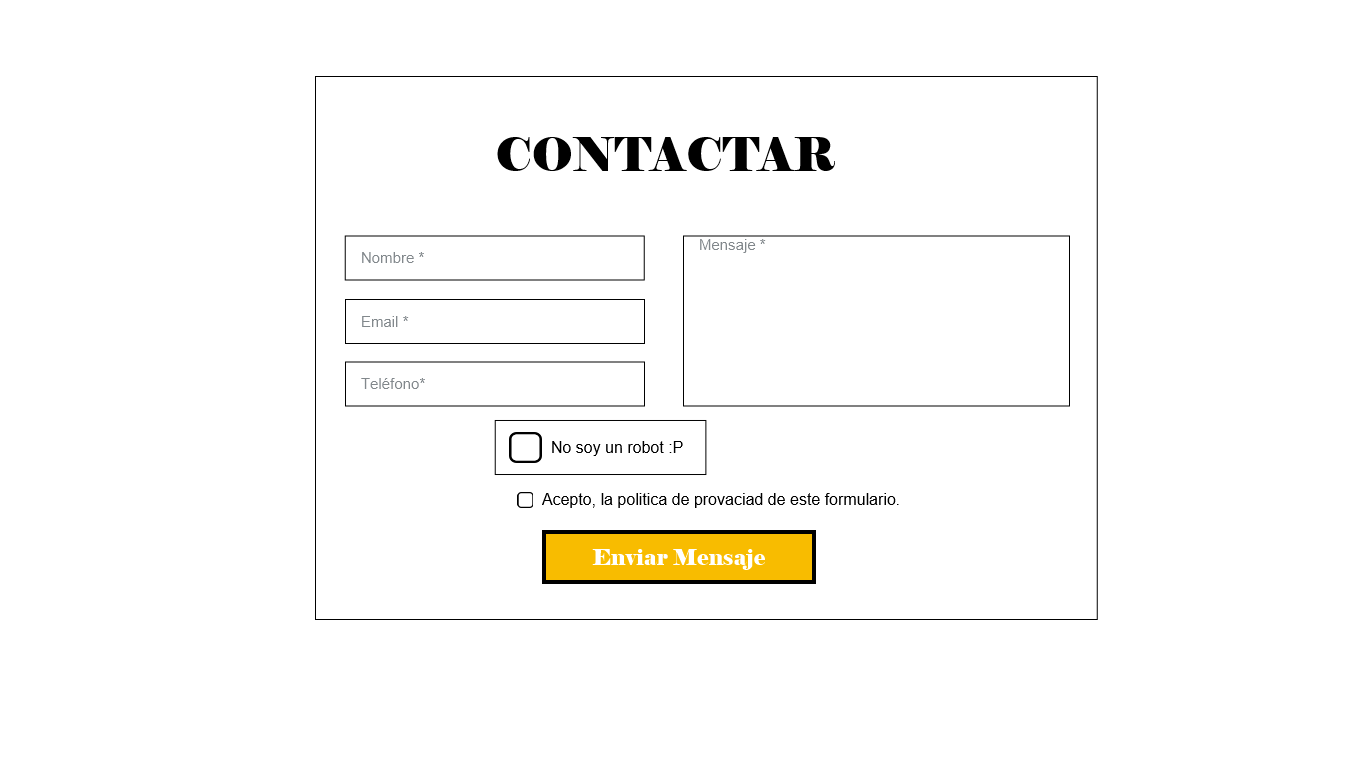 CONTACTAR
Nombre *
Mensaje *
Email *
Teléfono*
No soy un robot :P
Acepto, la politica de provaciad de este formulario.
Enviar Mensaje